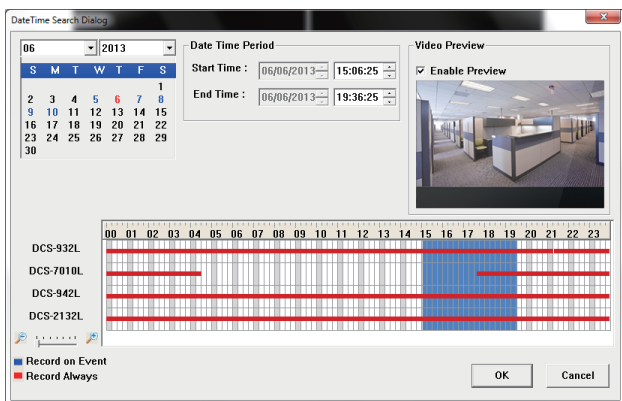 DateTime Search Dialog
06 2013
S M T W T F S
1
2 3 4 5 6 7 8
9 10 11 12 13 14 15
16 17 18 19 20 21 22
23 24 25 26 27 28 29
30
Date Time Period
Start Time : 06/06/2013 15:06:25
End Time : 06/06/2013 19:36:25
Video Preview
Enable Preview
00 01 02 03 04 05 06 07 08 09 10 11 12 13 14 15 16 17 18 19 20 21 22 23
DCS-932L
DCS-7010L
DCS-942L
DCS-2132L
Record on Event
Record Always
OK
Cancel